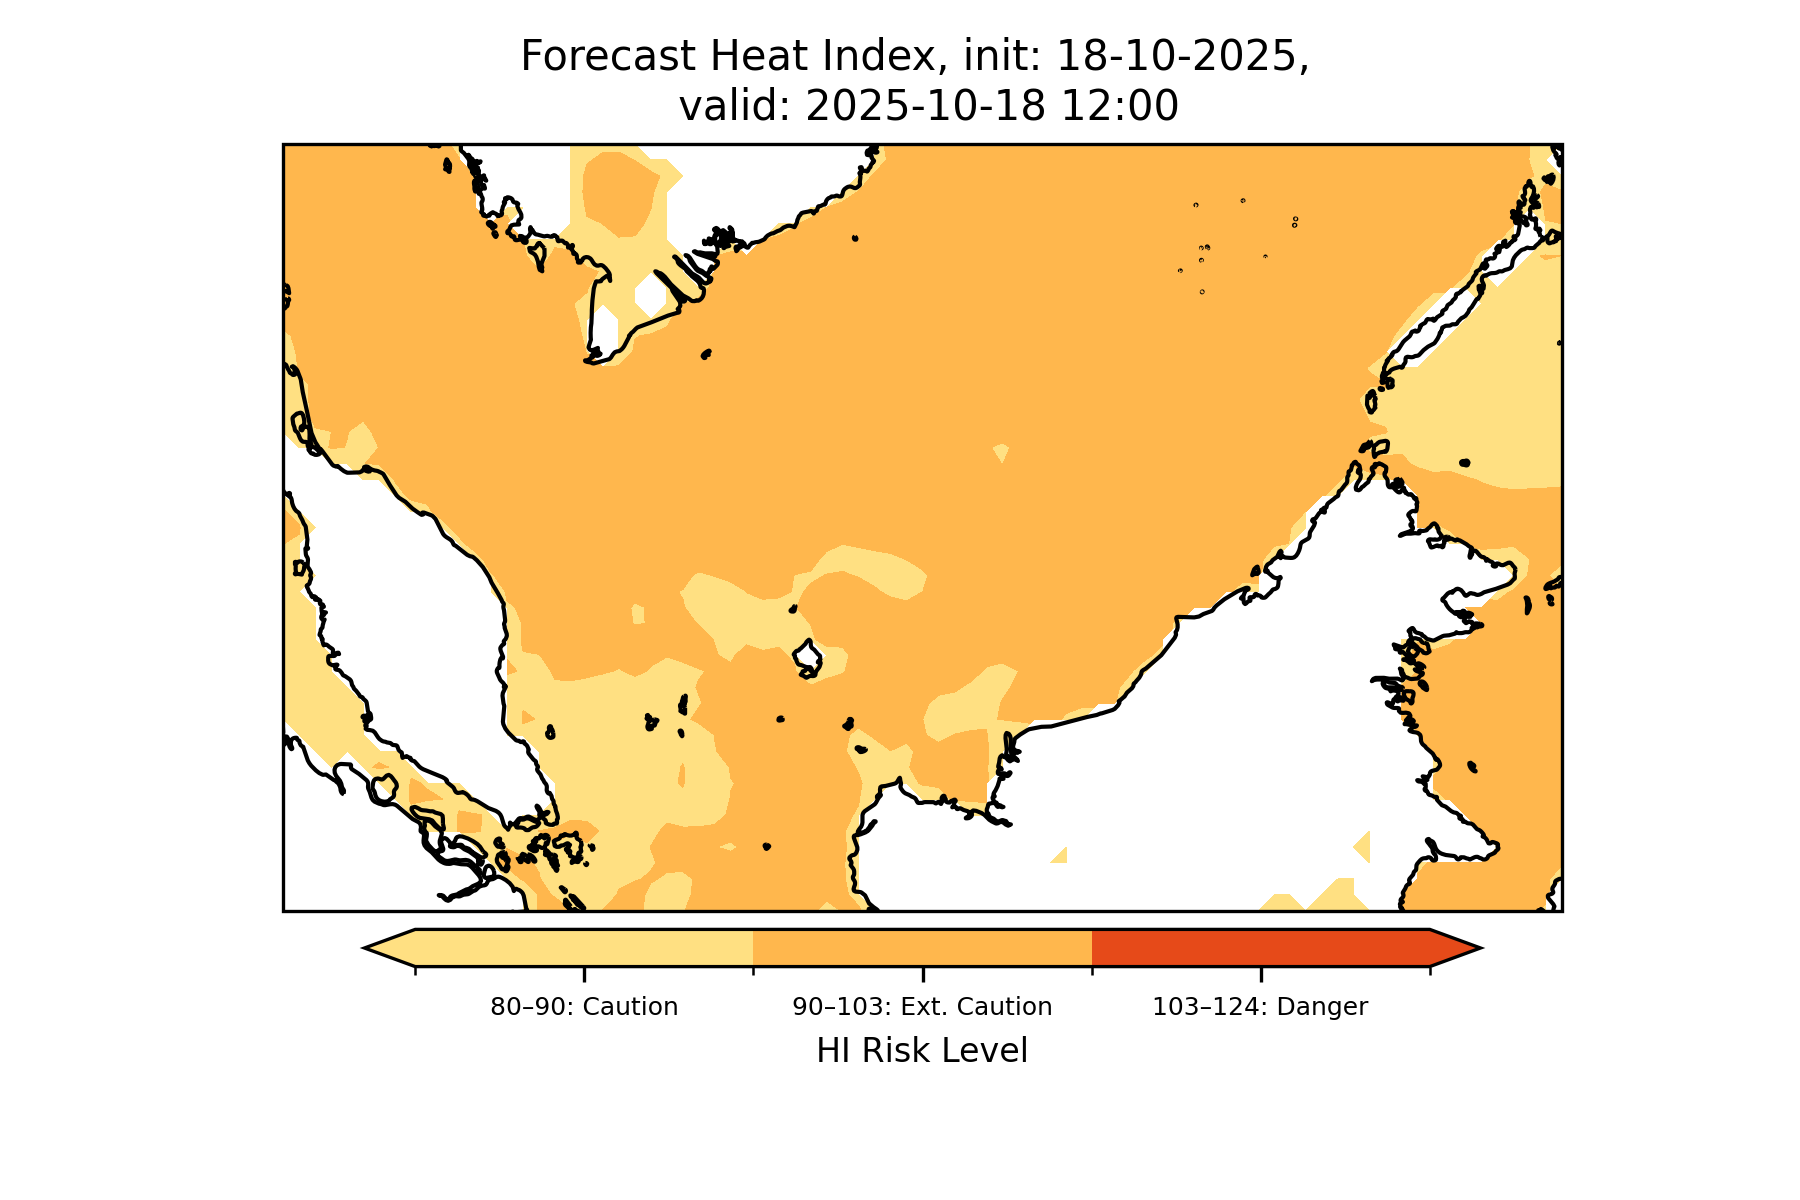 Forecast Heat Index, init: 18-10-2025,
valid: 2025-10-18 12:00
80–90: Caution
90–103: Ext. Caution
103–124: Danger
HI Risk Level